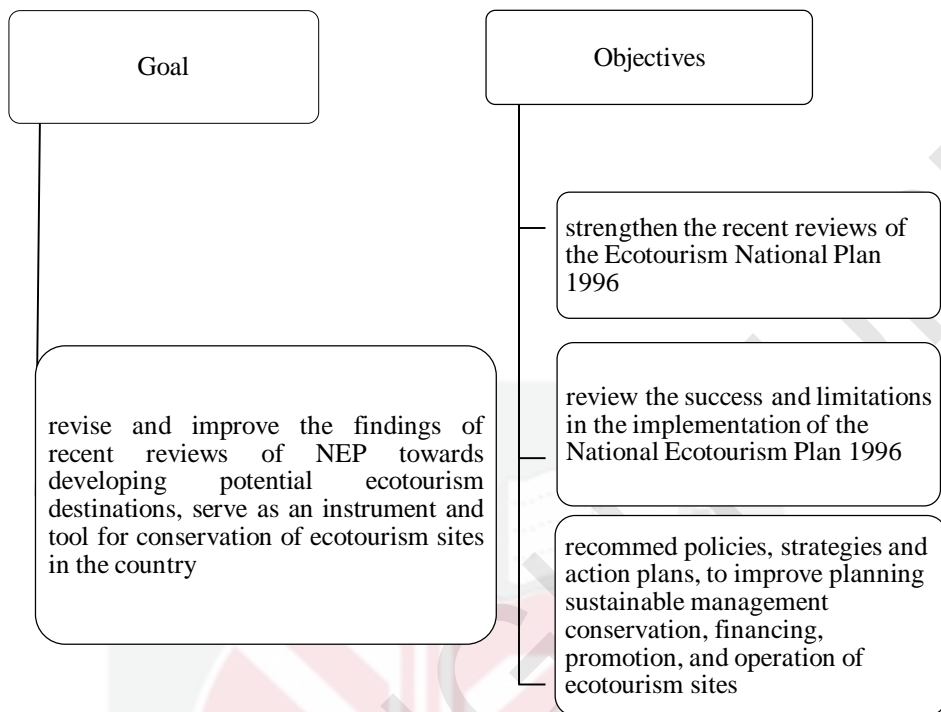 Goal
revise and improve the findings of
recent reviews of NEP towards
developing potential ecotourism
destinations, serve as an instrument and
tool for conservation of ecotourism sites
in the country
Objectives
strengthen the recent reviews of
the Ecotourism National Plan
1996
review the success and limitations
in the implementation of the
National Ecotourism Plan 1996
recommed policies, strategies and
action plans, to improve planning
sustainable management
conservation, financing,
promotion, and operation of
ecotourism sites